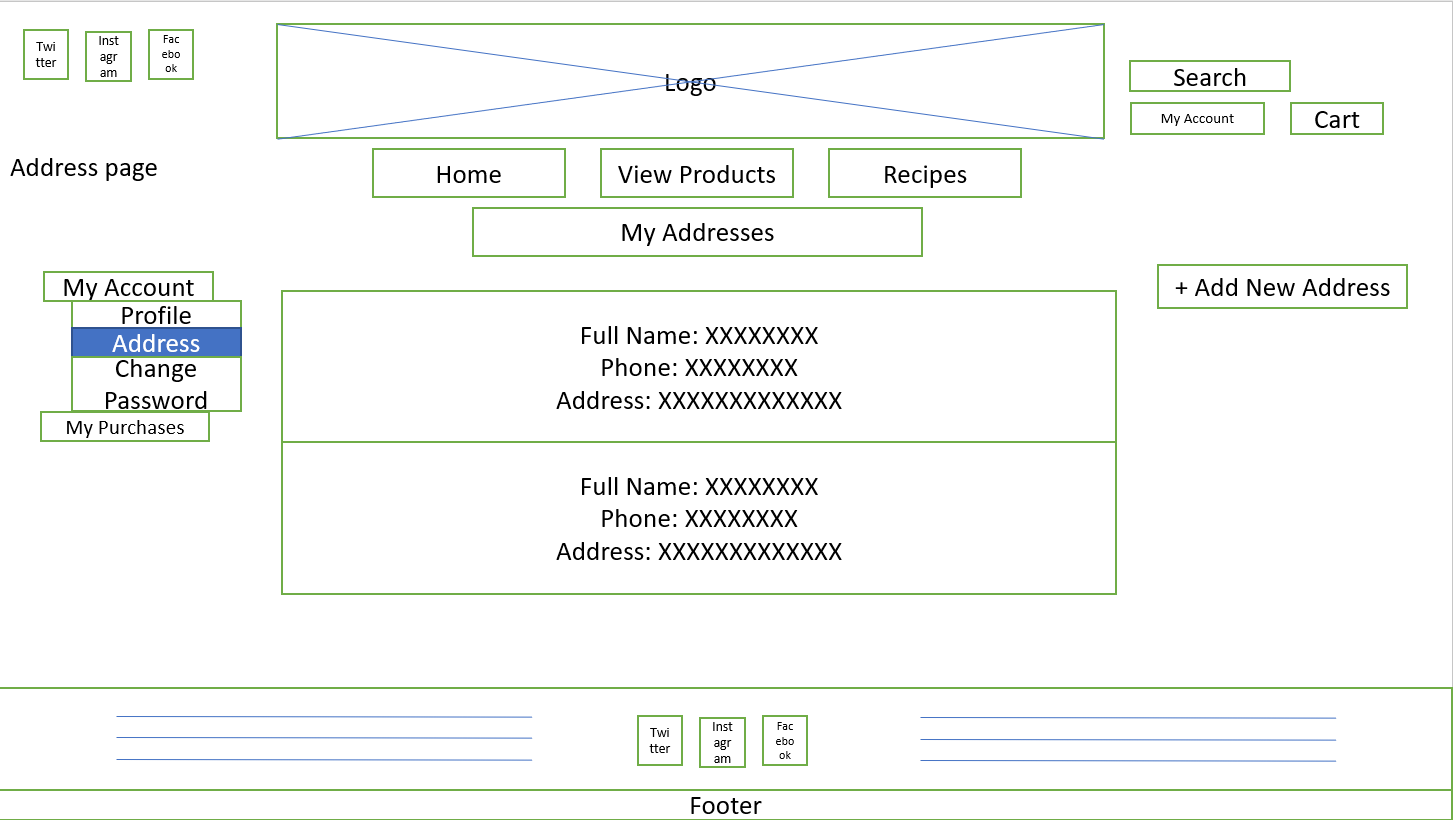 Twi
tter
Inst
agr
am
Fac
ebo
ok
Logo
Search
My Account
Cart
Address page
Home
View Products
Recipes
My Addresses
My Account
Profile
Address
Change
Password
My Purchases
+ Add New Address
Full Name: XXXXXXXX
Phone: XXXXXXXX
Address: XXXXXXXXXXXXX
Full Name: XXXXXXXX
Phone: XXXXXXXX
Address: XXXXXXXXXXXXX
Twi
tter
Inst
agr
am
Fac
ebo
ok
Footer